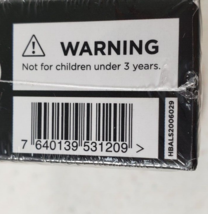 WARNING
Not for children under 3 years.
7 640139 531209 >
HBALS2006029